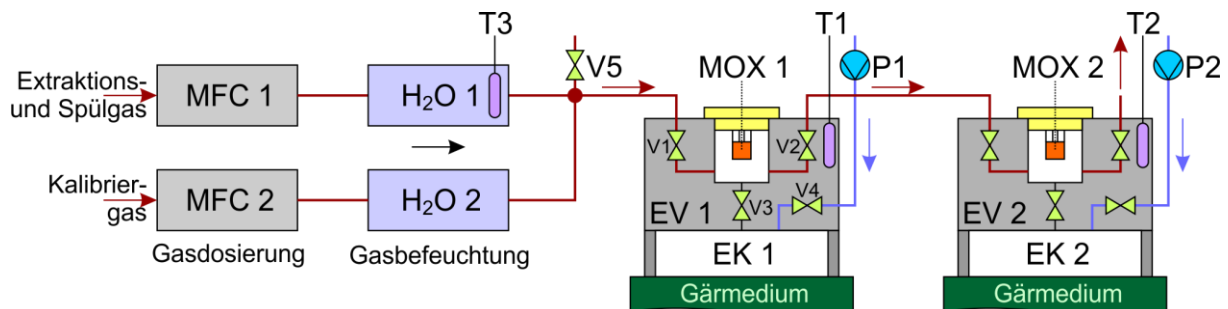 T3
T1
T2
Extraktions-
und Spülgas
MFC 1
H₂O 1
V5
MOX 1
P1
MOX 2
P2
V1
V2
Kalibrier-
gas
MFC 2
H₂O 2
V4
V3
EV 1
EV 2
Gasdosierung
Gasbefeuchtung
EK 1
EK 2
Gärmedium
Gärmedium